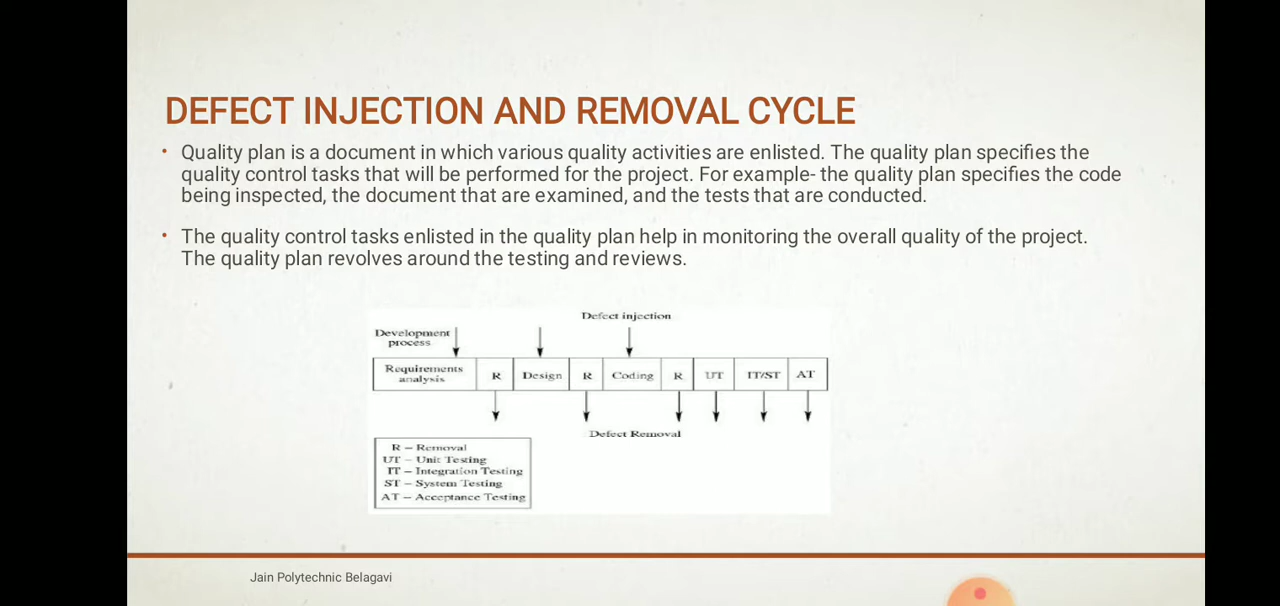 DEFECT INJECTION AND REMOVAL CYCLE
• Quality plan is a document in which various quality activities are enlisted. The quality plan specifies the
quality control tasks that will be performed for the project. For example- the quality plan specifies the code
being inspected, the document that are examined, and the tests that are conducted.
• The quality control tasks enlisted in the quality plan help in monitoring the overall quality of the project.
The quality plan revolves around the testing and reviews.
Defect injection
Development
process
Requirements
analysis
R
Design
R
Coding
R
UT
IT/ST
AT
Defect Removal
R – Removal
UT – Unit Testing
IT – Integration Testing
ST – System Testing
AT – Acceptance Testing
Jain Polytechnic Belagavi